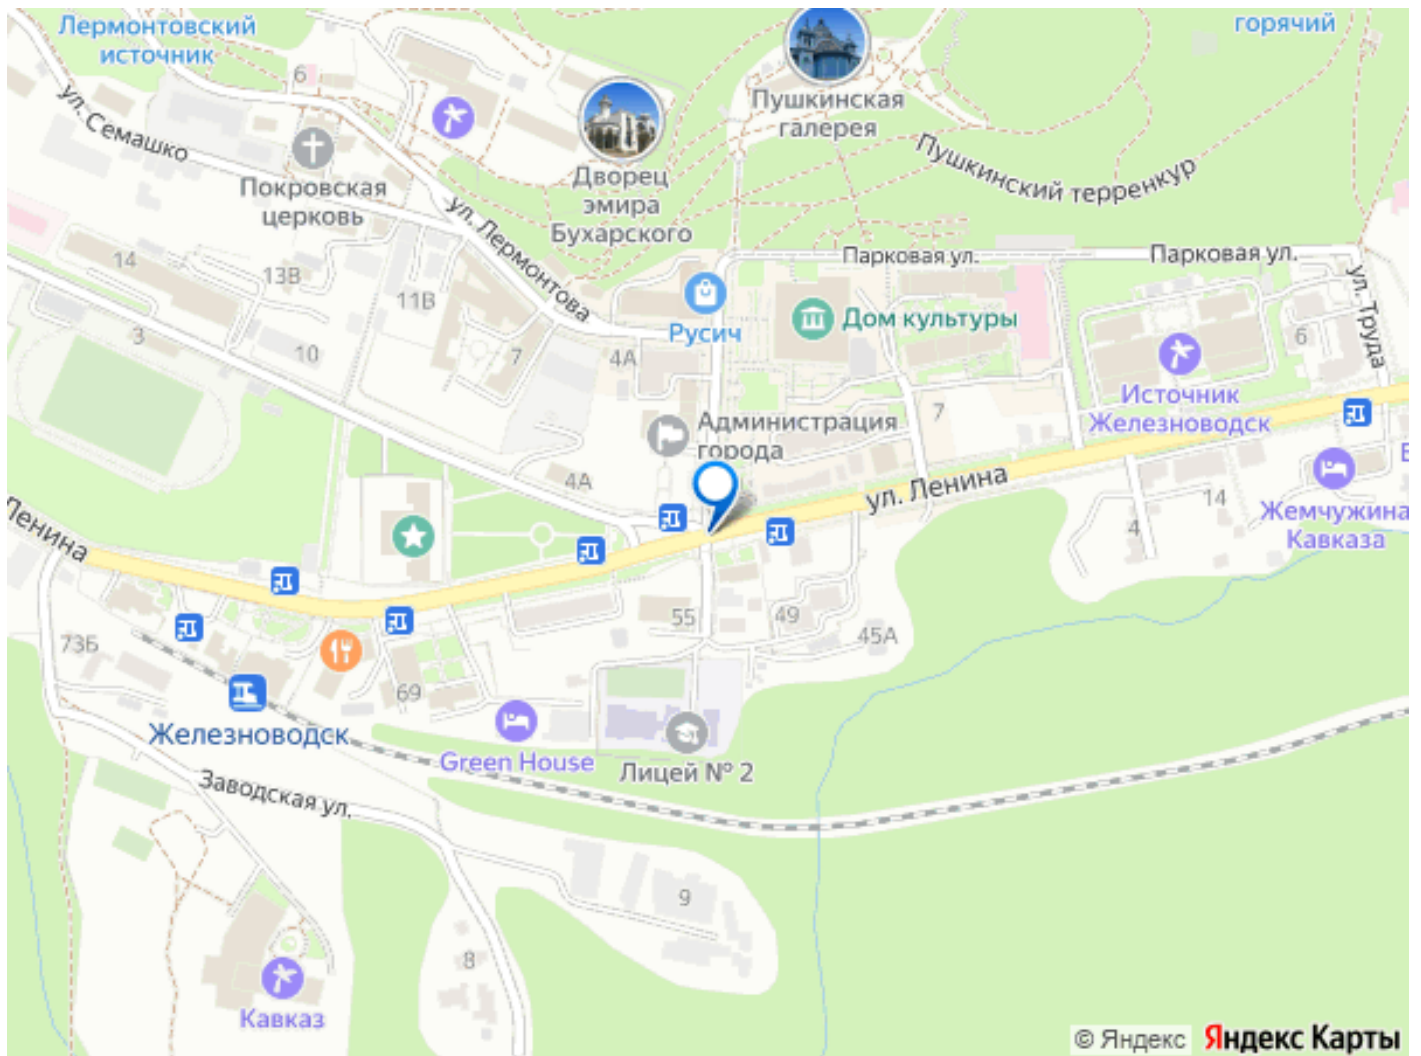 Лермонтовский
источник
горячий
6
Пушкинская
галерея
ул. Семашко
Покровская
церковь
Дворец
эмира
Бухарского
Пушкинский терренкур
ул. Лермонтова
Парковая ул.
Парковая ул.
ул. Труда
14
13В
11В
3
10
7
4А
Русич
Дом культуры
6
Источник
Железноводск
7
Администрация
города
4А
ул. Ленина
14
4
Жемчужина
Кавказа
Ленина
55
49
45А
73Б
69
Железноводск
Green House
Лицей № 2
Заводская ул.
9
8
Кавказ
© Яндекс Яндекс Карты